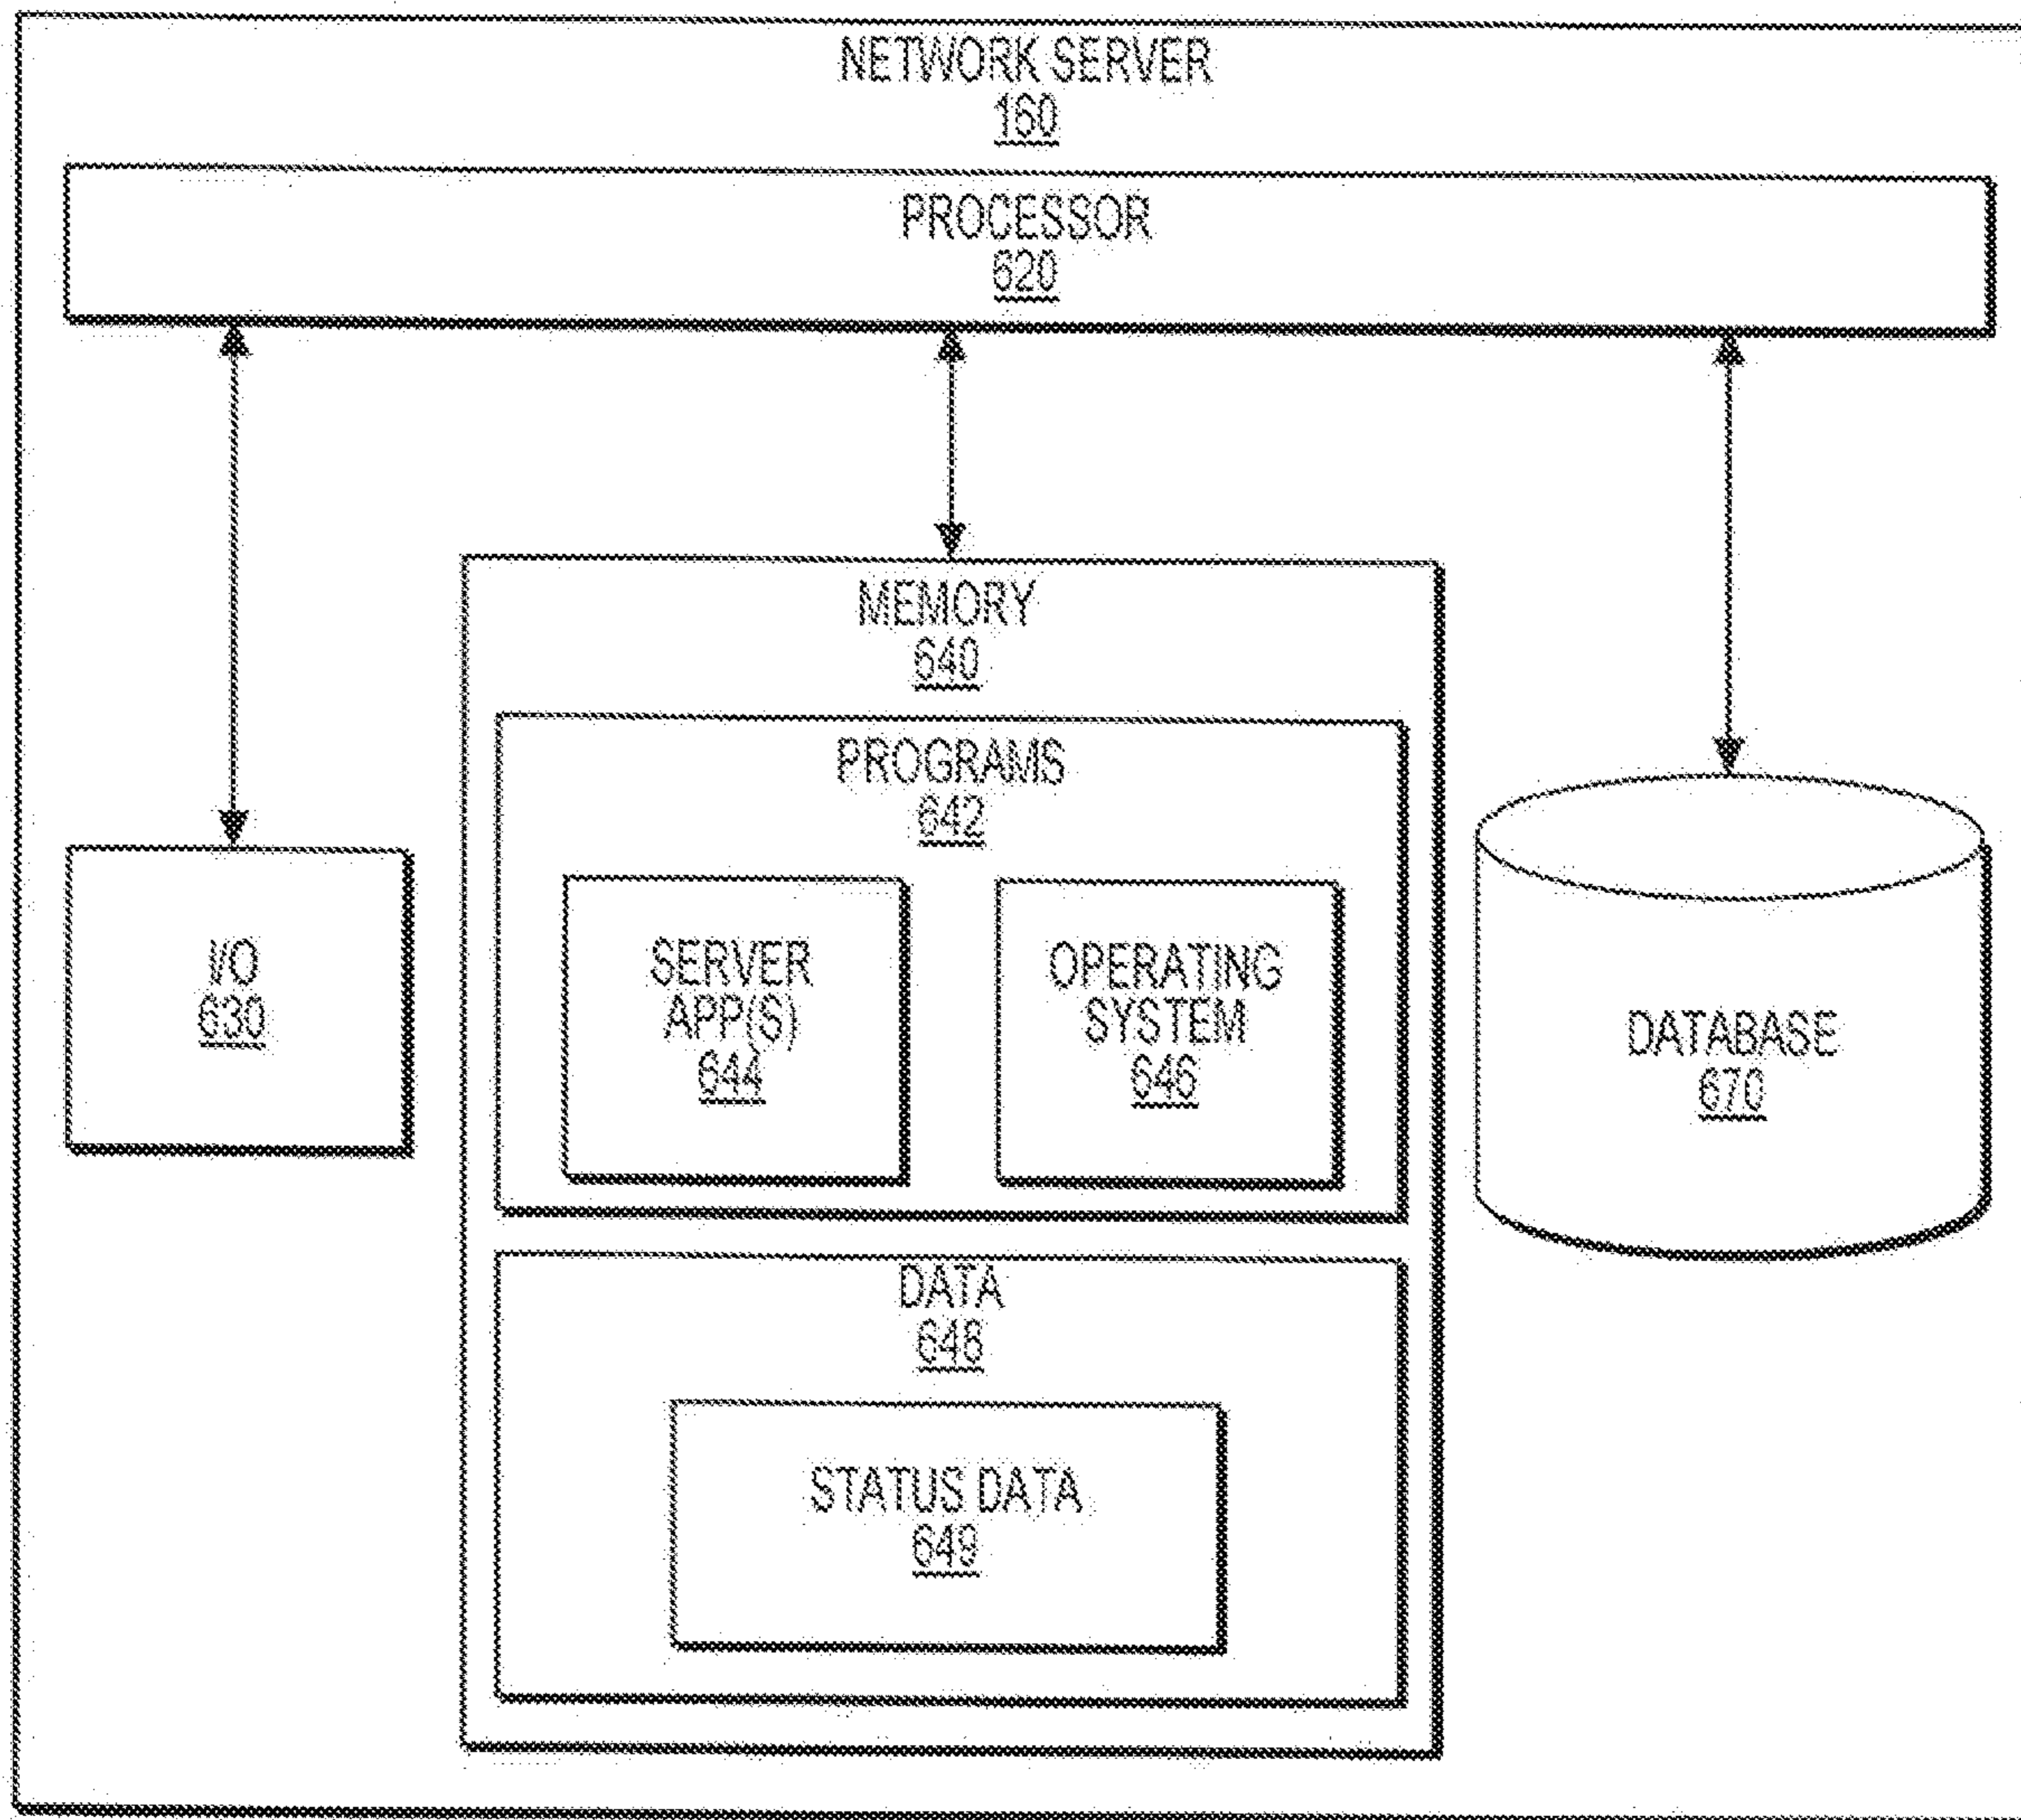 NETWORK SERVER
160
PROCESSOR
620
MEMORY
640
PROGRAMS
642
I/O
630
SERVER
APP(S)
644
OPERATING
SYSTEM
646
DATABASE
670
DATA
648
STATUS DATA
649